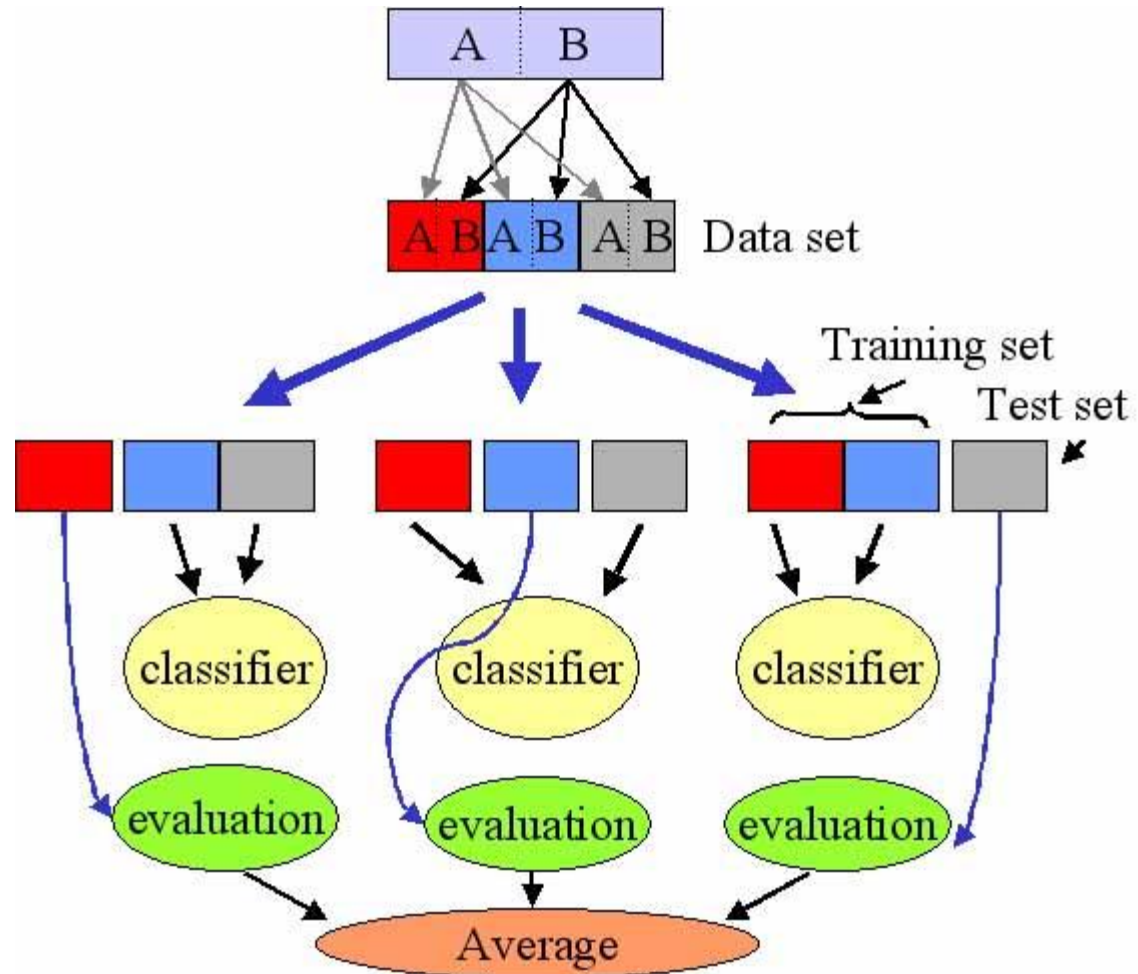 A B
A B A B A B Data set
Training set
Test set
classifier classifier classifier
evaluation evaluation evaluation
Average